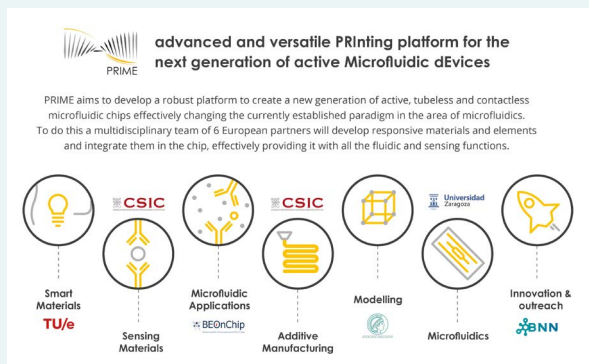 PRIME
advanced and versatile PRInting platform for the
next generation of active Microfluidic dEvices
PRIME aims to develop a robust platform to create a new generation of active, tubeless and contactless
microfluidic chips effectively changing the currently established paradigm in the area of microfluidics.
To do this a multidisciplinary team of 6 European partners will develop responsive materials and elements
and integrate them in the chip, effectively providing it with all the fluidic and sensing functions.
CSIC
CSIC
Universidad
Zaragoza
Smart
Materials
TU/e
Sensing
Materials
Microfluidic
Applications
BEOnChip
Additive
Manufacturing
Modelling
Microfluidics
Innovation &
outreach
BNN